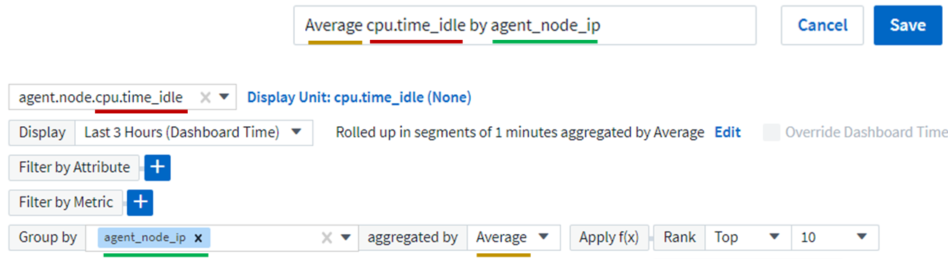 Average cpu.time_idle by agent_node_ip Cancel Save
agent.node.cpu.time_idle × Display Unit: cpu.time_idle (None)
Display Last 3 Hours (Dashboard Time) Rolled up in segments of 1 minutes aggregated by Average Edit Override Dashboard Time
Filter by Attribute +
Filter by Metric +
Group by agent_node_ip x × aggregated by Average Apply f(x) Rank Top 10